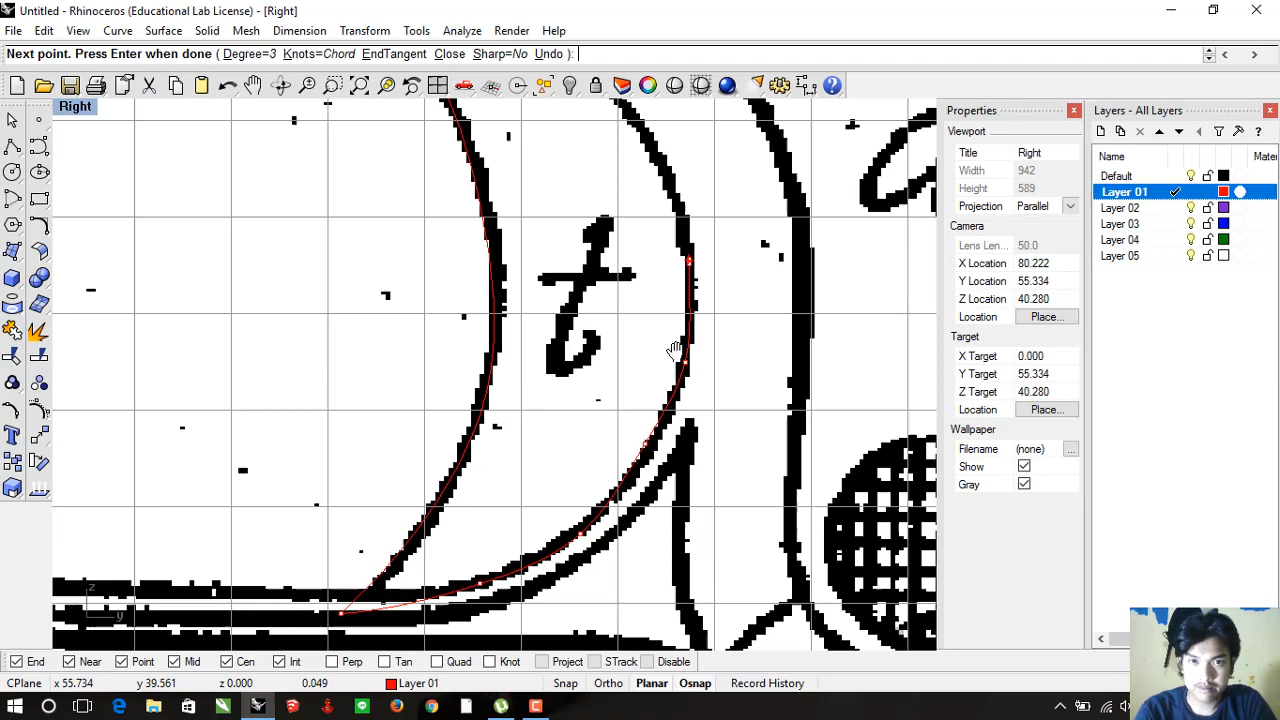 Untitled - Rhinoceros (Educational Lab License) - [Right]
File Edit View Curve Surface Solid Mesh Dimension Transform Tools Analyze Render Help
Next point. Press Enter when done ( Degree=3 Knots=Chord EndTangent Close Sharp=No Undo ):
Right
t
z
y
Properties
Viewport
Title Right
Width 942
Height 589
Projection Parallel
Camera
Lens Len... 50.0
X Location 80.222
Y Location 55.334
Z Location 40.280
Location Place...
Target
X Target 0.000
Y Target 55.334
Z Target 40.280
Location Place...
Wallpaper
Filename (none) ...
Show
Gray
Layers - All Layers
Name Mater
Default
Layer 01
Layer 02
Layer 03
Layer 04
Layer 05
End Near Point Mid Cen Int Perp Tan Quad Knot Project STrack Disable
CPlane x 55.734 y 39.561 z 0.000 0.049 Layer 01 Snap Ortho Planar Osnap Record History